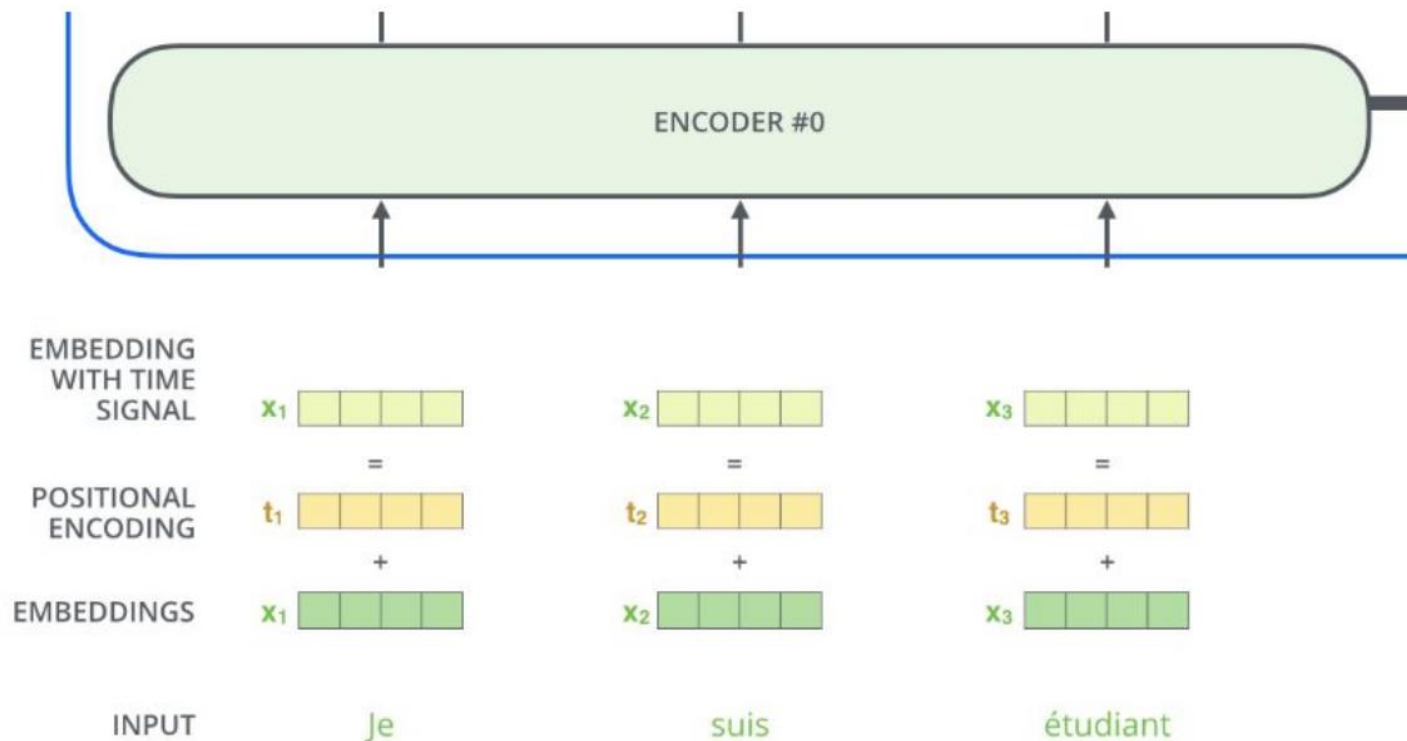 ENCODER #0
EMBEDDING
WITH TIME
SIGNAL
x₁ x₂ x₃
= = =
POSITIONAL
ENCODING
t₁ t₂ t₃
+ + +
EMBEDDINGS x₁ x₂ x₃
INPUT Je suis étudiant